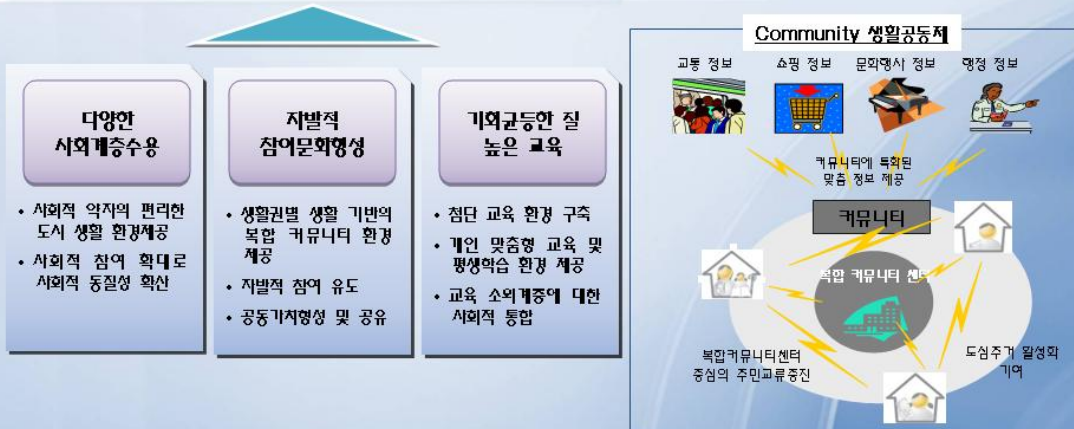 다양한
사회계층수용
• 사회적 약자의 편리한
도시 생활 환경제공
• 사회적 참여 확대로
사회적 동질성 확산
자발적
참여문화형성
• 생활권별 생활 기반의
복합 커뮤니티 환경
제공
• 자발적 참여 유도
• 공동가치형성 및 공유
기회균등한 질
높은 교육
• 첨단 교육 환경 구축
• 개인 맞춤형 교육 및
평생학습 환경 제공
• 교육 소외계층에 대한
사회적 통합
Community 생활공동체
교통 정보
쇼핑 정보
문화행사 정보
행정 정보
커뮤니티에 특화된
맞춤 정보 제공
커뮤니티
복합 커뮤니티 센터
복합커뮤니티센터
중심의 주민교류증진
도심주거 활성화
기여